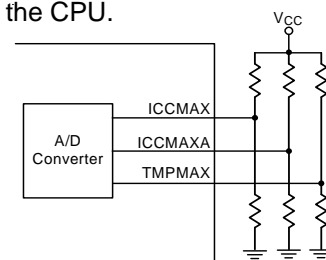 the CPU.
VCC
ICCMAX
A/D
Converter
ICCMAXA
TMPMAX